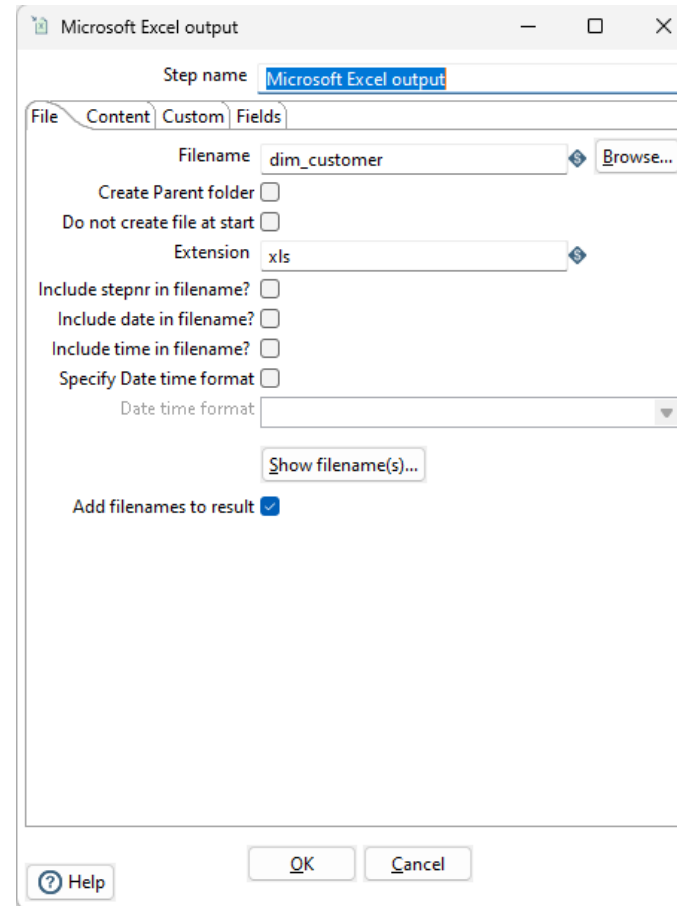 Microsoft Excel output
Step name Microsoft Excel output
File Content Custom Fields
Filename dim_customer Browse...
Create Parent folder
Do not create file at start
Extension xls
Include stepnr in filename?
Include date in filename?
Include time in filename?
Specify Date time format
Date time format
Show filename(s)...
Add filenames to result
OK Cancel
Help